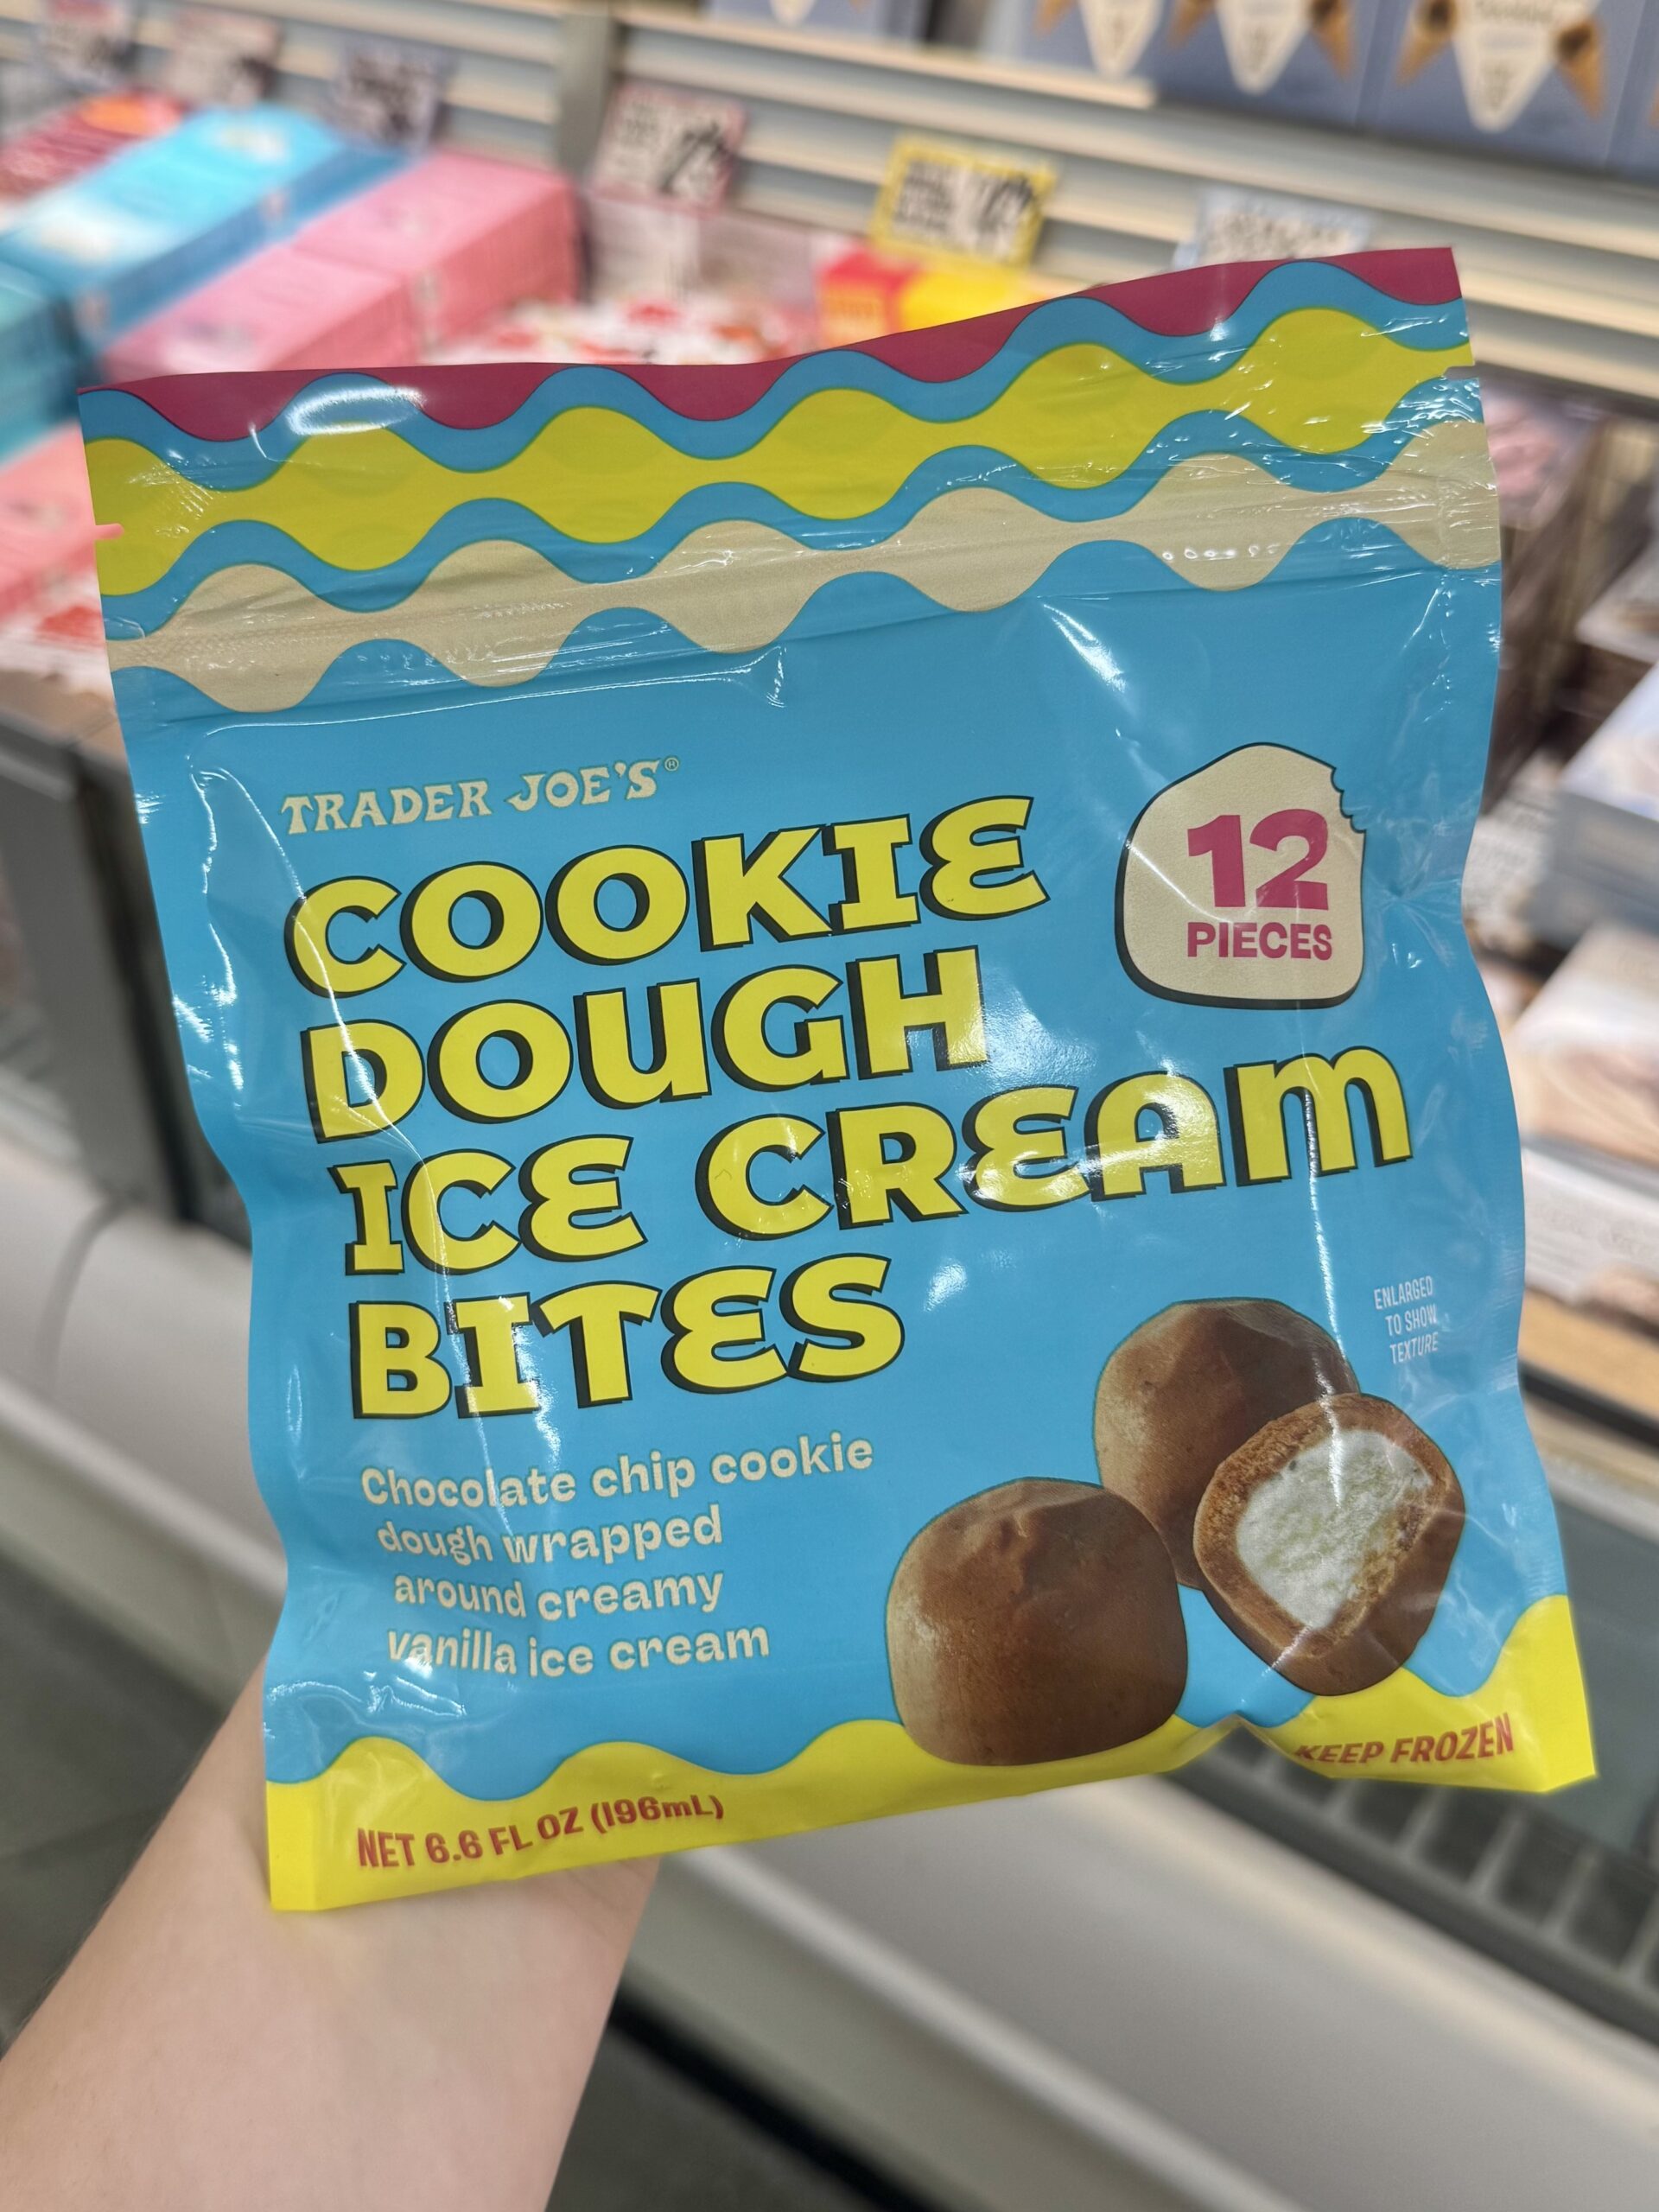 TRADER JOE'S®
COOKIE
DOUGH
ICE CREAM
BITES
12
PIECES
Chocolate chip cookie
dough wrapped
around creamy
vanilla ice cream
ENLARGED
TO SHOW
TEXTURE
NET 6.6 FL OZ (196mL)
KEEP FROZEN